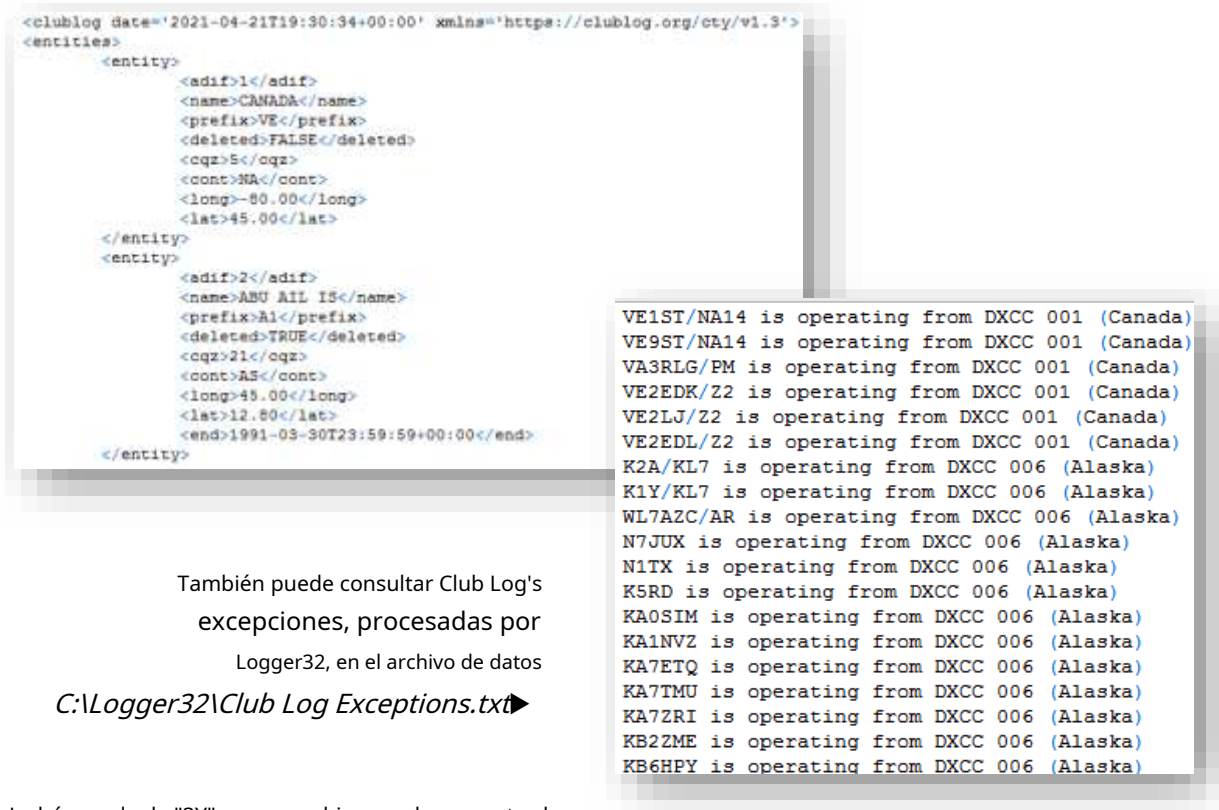 <clublog date='2021-04-21T19:30:34+00:00' xmlns='https://clublog.org/cty/v1.3'>
<entities>
<entity>
<adif>1</adif>
<name>CANADA</name>
<prefix>VE</prefix>
<deleted>FALSE</deleted>
<cqz>5</cqz>
<cont>NA</cont>
<long>-80.00</long>
<lat>45.00</lat>
</entity>
<entity>
<adif>2</adif>
<name>ABU AIL IS</name>
<prefix>A1</prefix>
<deleted>TRUE</deleted>
<cqz>21</cqz>
<cont>AS</cont>
<long>45.00</long>
<lat>12.80</lat>
<end>1991-03-30T23:59:59+00:00</end>
</entity>
También puede consultar Club Log's
excepciones, procesadas por
Logger32, en el archivo de datos
C:\Logger32\Club Log Exceptions.txt▶
VE1ST/NA14 is operating from DXCC 001 (Canada)
VE9ST/NA14 is operating from DXCC 001 (Canada)
VA3RLG/PM is operating from DXCC 001 (Canada)
VE2EDK/Z2 is operating from DXCC 001 (Canada)
VE2LJ/Z2 is operating from DXCC 001 (Canada)
VE2EDL/Z2 is operating from DXCC 001 (Canada)
K2A/KL7 is operating from DXCC 006 (Alaska)
K1Y/KL7 is operating from DXCC 006 (Alaska)
WL7AZC/AR is operating from DXCC 006 (Alaska)
N7JUX is operating from DXCC 006 (Alaska)
N1TX is operating from DXCC 006 (Alaska)
K5RD is operating from DXCC 006 (Alaska)
KA0SIM is operating from DXCC 006 (Alaska)
KA1NVZ is operating from DXCC 006 (Alaska)
KA7ETQ is operating from DXCC 006 (Alaska)
KA7TMU is operating from DXCC 006 (Alaska)
KA7ZRI is operating from DXCC 006 (Alaska)
KB2ZME is operating from DXCC 006 (Alaska)
KB6HPY is operating from DXCC 006 (Alaska)